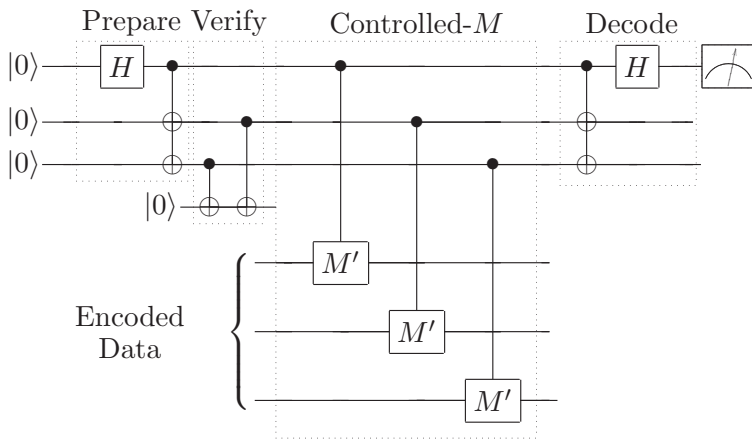 Prepare Verify Controlled-M Decode
|0⟩ H H
|0⟩
|0⟩
|0⟩
M′
Encoded
Data
M′
M′